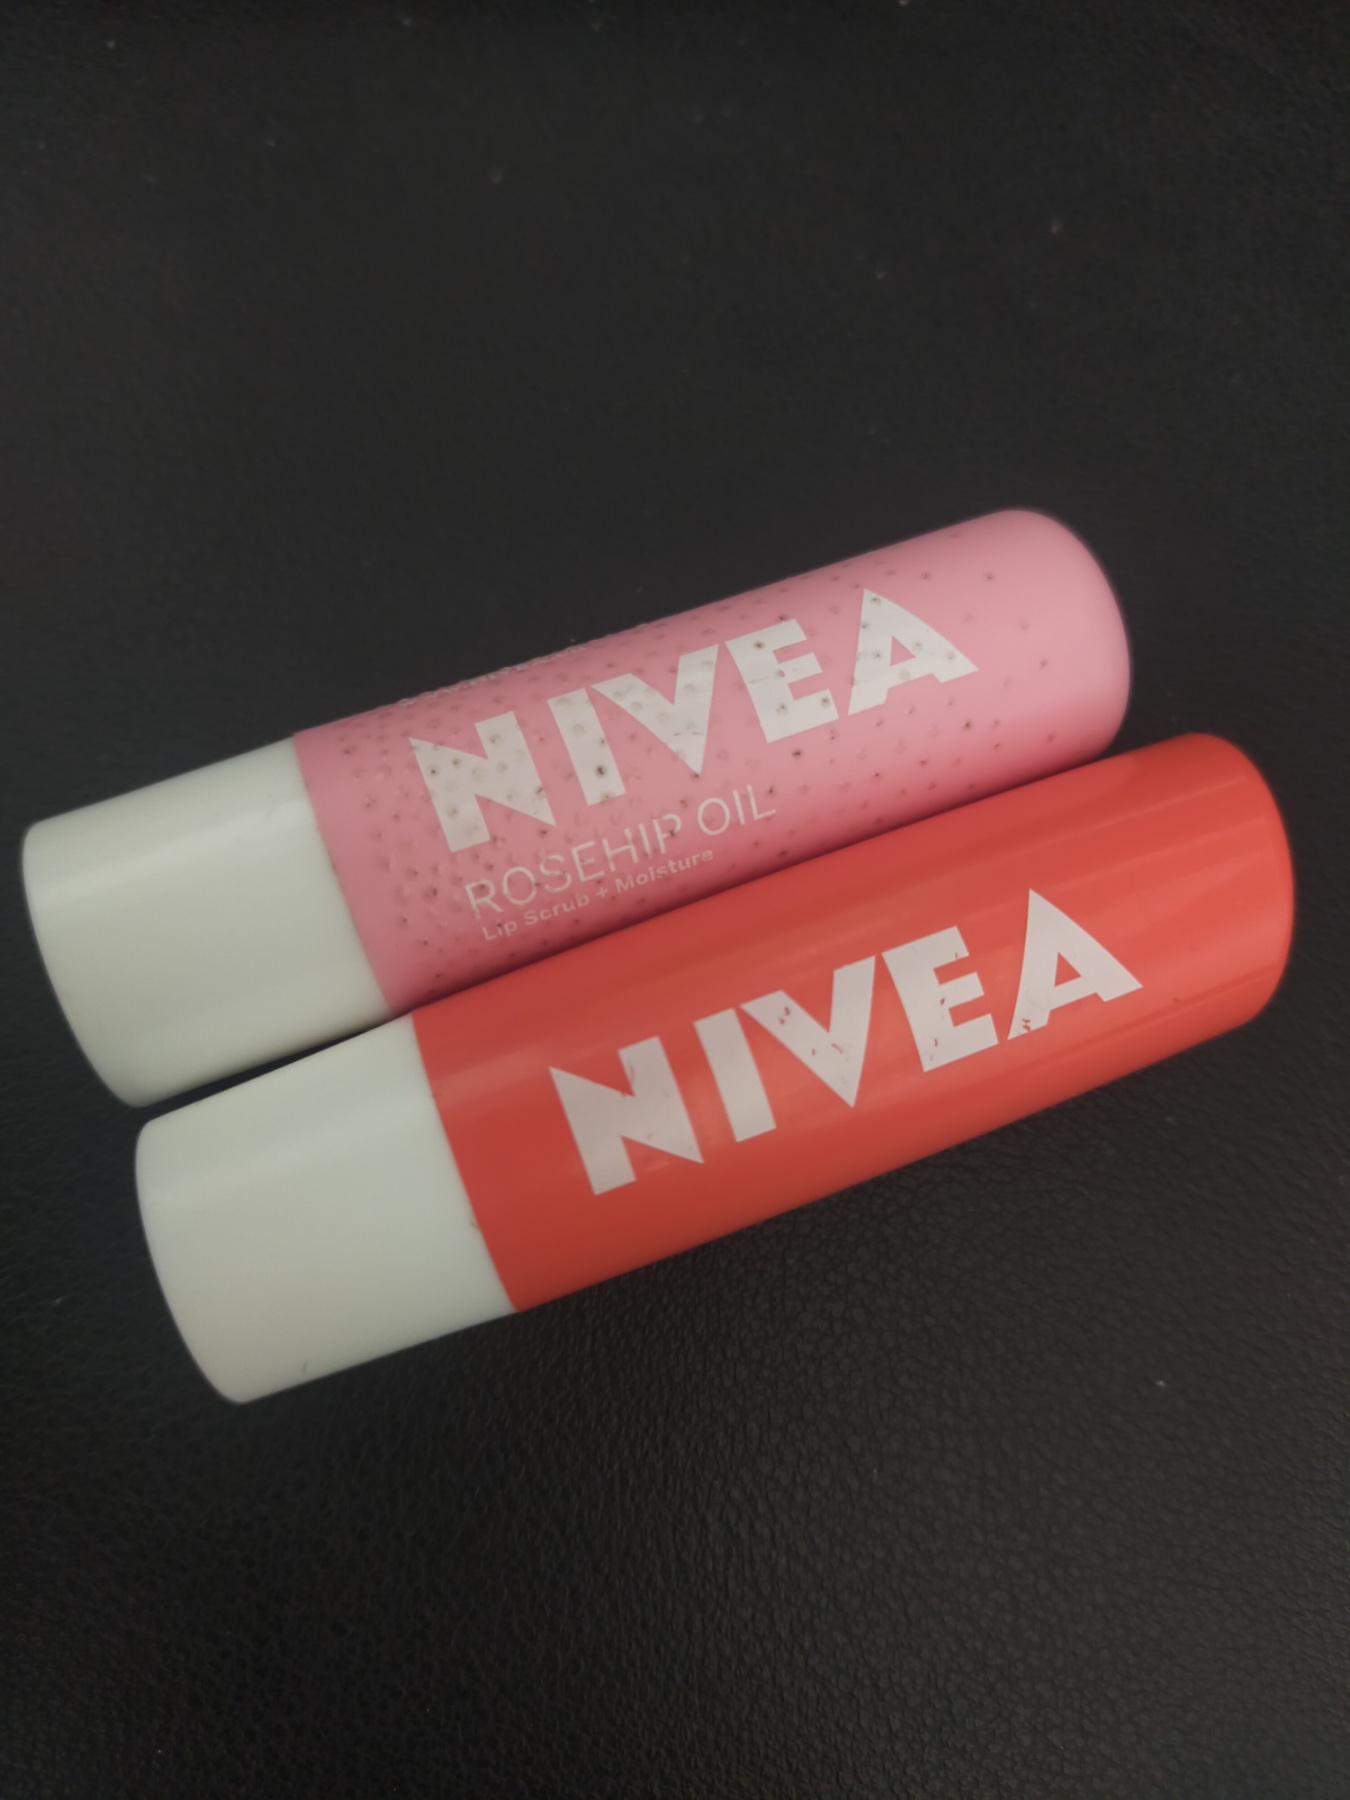 NIVEA
ROSEHIP OIL
Lip Scrub + Moisture
NIVEA